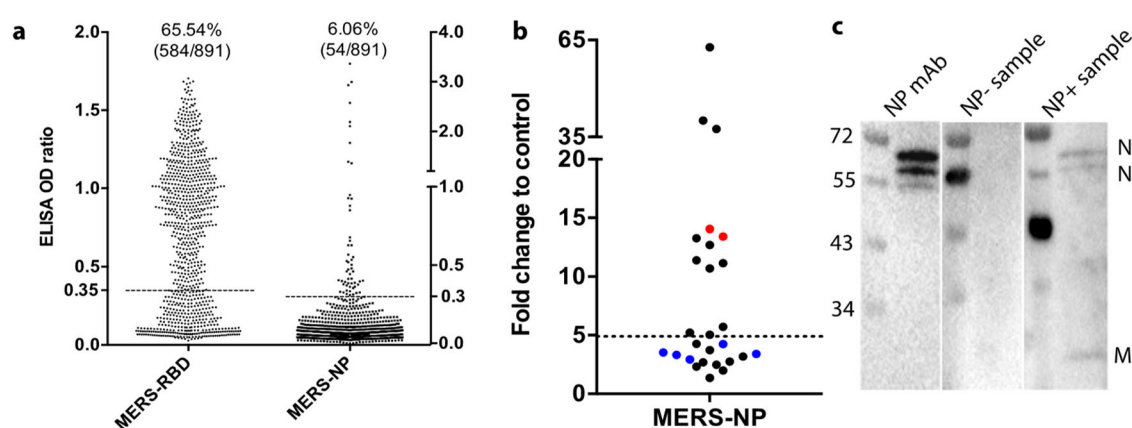 a
65.54%
(584/891)
6.06%
(54/891)
ELISA OD ratio
2.0
1.5
1.0
0.5
0.35
0.0
4.0
3.0
2.0
1.0
0.5
0.3
0.0
MERS-RBD
MERS-NP
b
Fold change to control
65
35
20
15
10
5
0
MERS-NP
c
NP mAb
NP- sample
NP+ sample
72
55
43
34
N
N
M